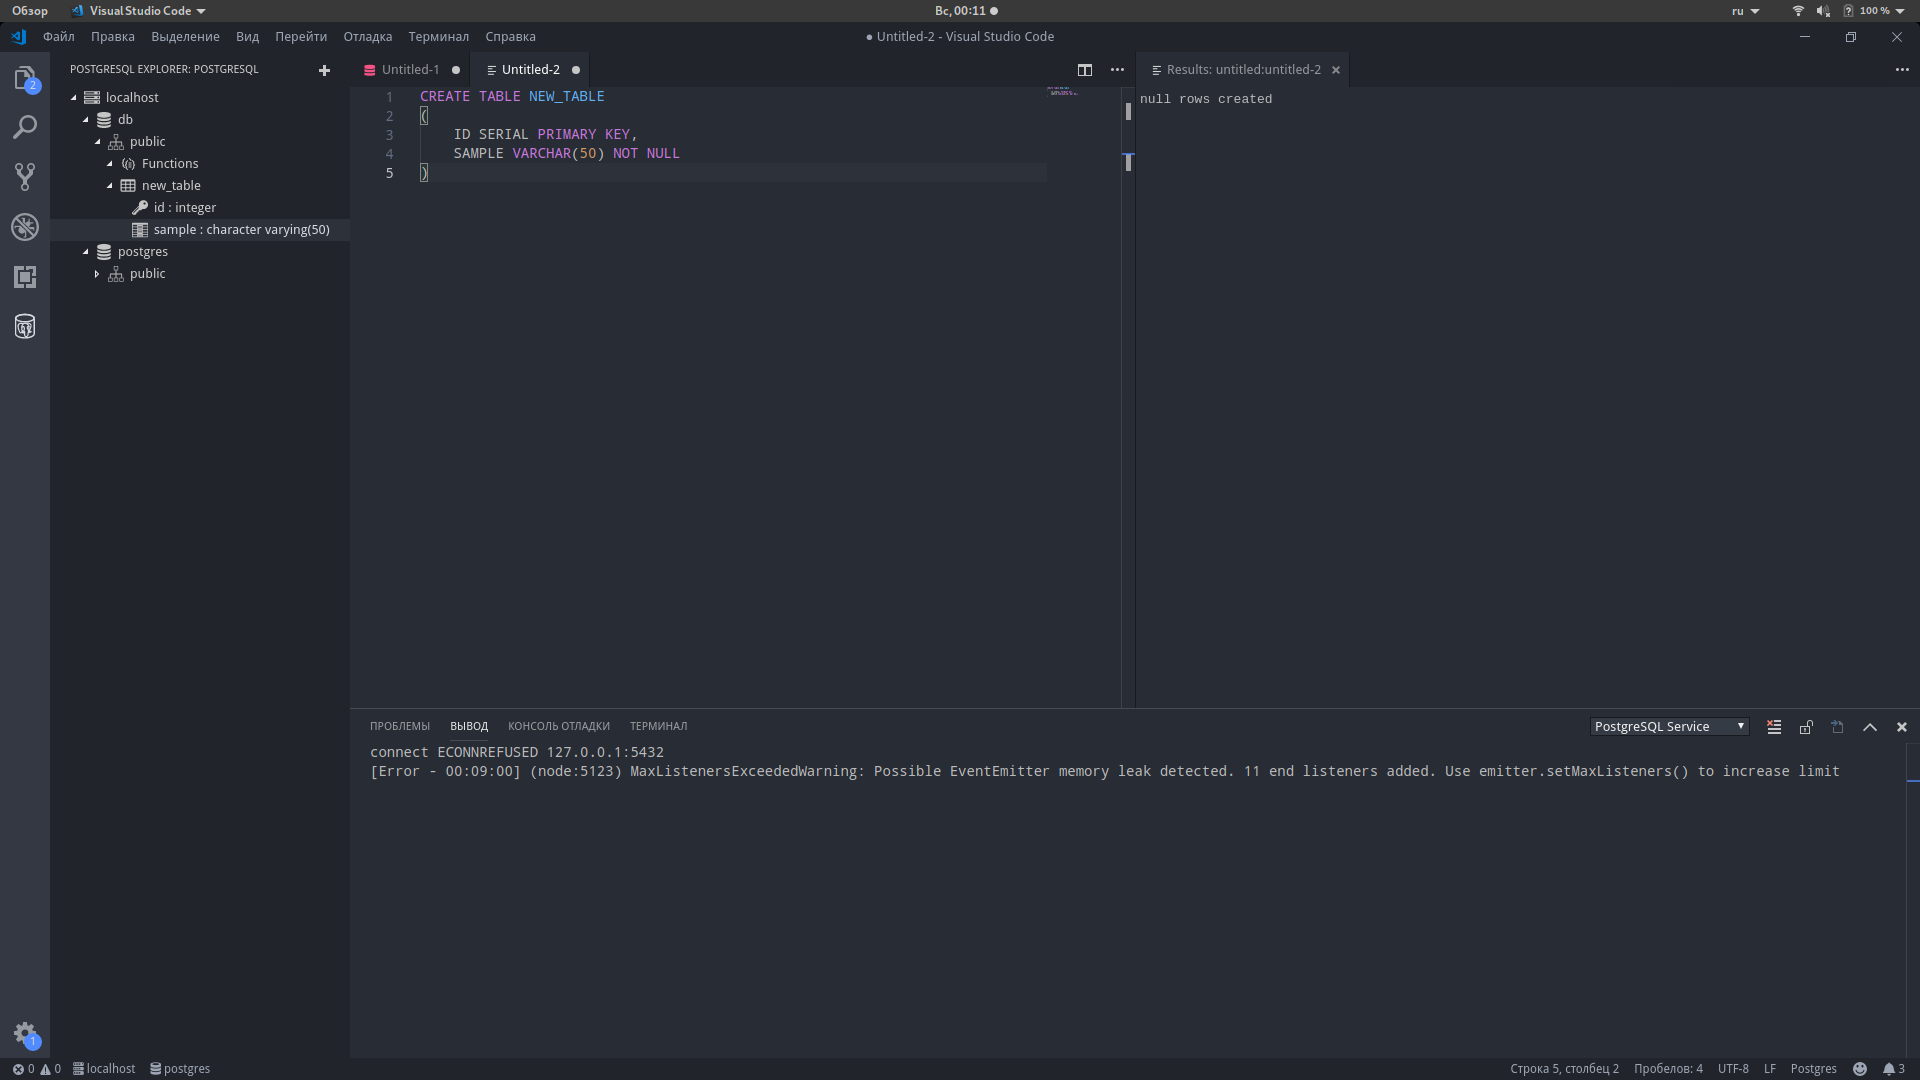 Обзор Visual Studio Code Вс, 00:11 ru 100 %
Файл Правка Выделение Вид Перейти Отладка Терминал Справка ● Untitled-2 - Visual Studio Code
2
POSTGRESQL EXPLORER: POSTGRESQL
localhost
db
public
Functions
new_table
id : integer
sample : character varying(50)
postgres
public
Untitled-1 Untitled-2
1 CREATE TABLE NEW_TABLE
2 (
3 ID SERIAL PRIMARY KEY,
4 SAMPLE VARCHAR(50) NOT NULL
5 )
Results: untitled:untitled-2
null rows created
ПРОБЛЕМЫ ВЫВОД КОНСОЛЬ ОТЛАДКИ ТЕРМИНАЛ PostgreSQL Service
connect ECONNREFUSED 127.0.0.1:5432
[Error - 00:09:00] (node:5123) MaxListenersExceededWarning: Possible EventEmitter memory leak detected. 11 end listeners added. Use emitter.setMaxListeners() to increase limit
1
0 0 localhost postgres Строка 5, столбец 2 Пробелов: 4 UTF-8 LF Postgres 3